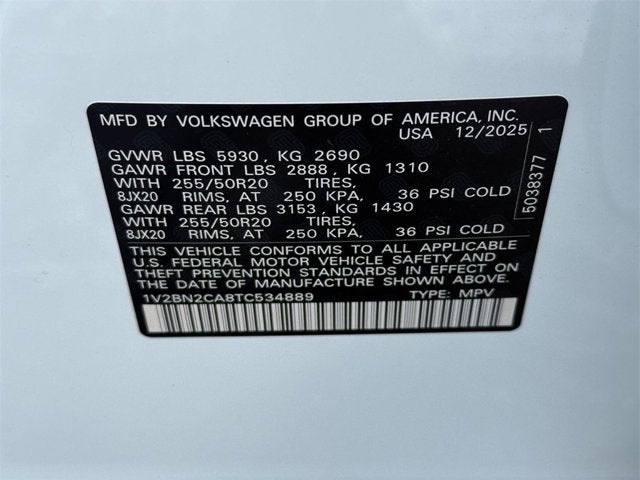 MFD BY VOLKSWAGEN GROUP OF AMERICA, INC.
USA 12/2025
GVWR LBS 5930, KG 2690
GAWR FRONT LBS 2888, KG 1310
WITH 255/50R20 TIRES,
8JX20 RIMS, AT 250 KPA, 36 PSI COLD
GAWR REAR LBS 3153, KG 1430
WITH 255/50R20 TIRES,
8JX20 RIMS, AT 250 KPA, 36 PSI COLD
THIS VEHICLE CONFORMS TO ALL APPLICABLE
U.S. FEDERAL MOTOR VEHICLE SAFETY AND
THEFT PREVENTION STANDARDS IN EFFECT ON
THE DATE OF MANUFACTURE SHOWN ABOVE.
1V2BN2CA8TC534889 TYPE: MPV
5038377 1